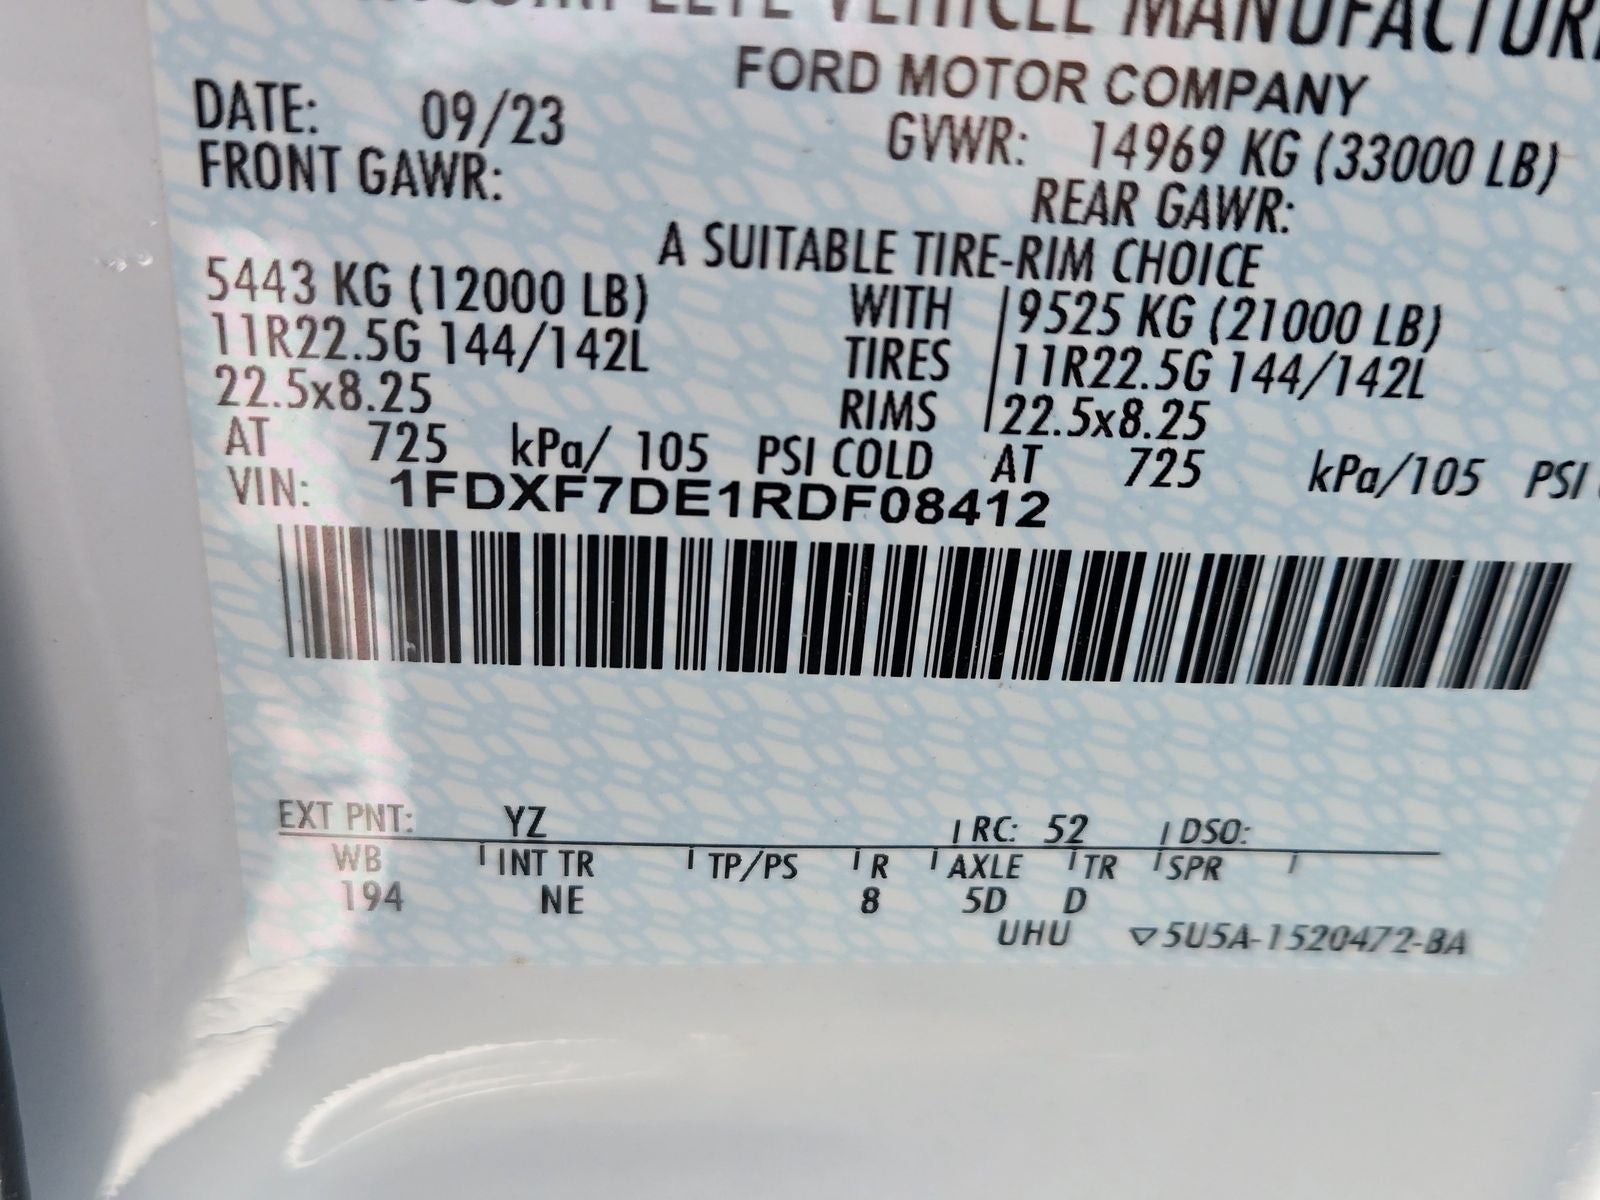 COMPLETE VEHICLE MANUFACTUR
FORD MOTOR COMPANY
DATE: 09/23
GVWR: 14969 KG (33000 LB)
FRONT GAWR:
REAR GAWR:
A SUITABLE TIRE-RIM CHOICE
5443 KG (12000 LB) WITH 9525 KG (21000 LB)
11R22.5G 144/142L TIRES 11R22.5G 144/142L
22.5x8.25 RIMS 22.5x8.25
AT 725 kPa/ 105 PSI COLD AT 725 kPa/105 PSI
VIN: 1FDXF7DE1RDF08412
EXT PNT: YZ RC: 52 DSO:
WB INT TR TP/PS R AXLE TR SPR
194 NE 8 5D D
UHU ▽5U5A-1520472-BA